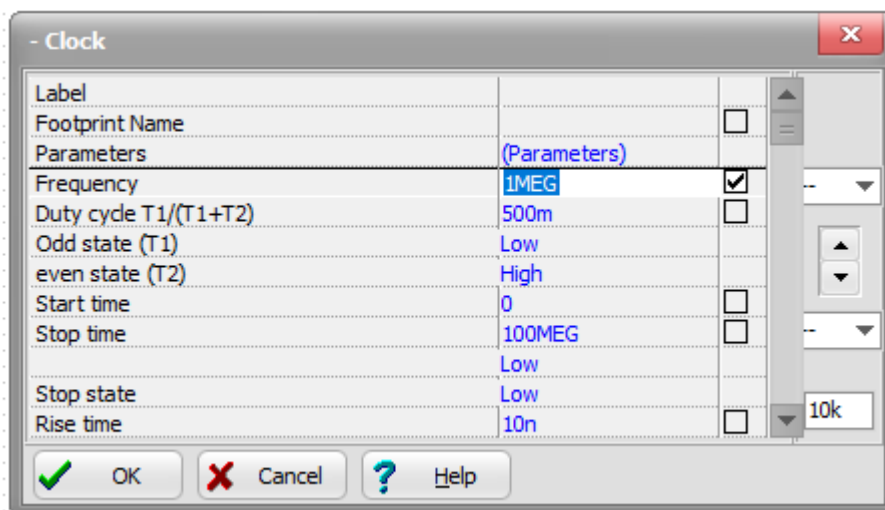 - Clock
Label
Footprint Name
Parameters (Parameters)
Frequency 1MEG
Duty cycle T1/(T1+T2) 500m
Odd state (T1) Low
even state (T2) High
Start time 0
Stop time 100MEG
Low
Stop state Low
Rise time 10n
--
--
10k
OK Cancel ? Help